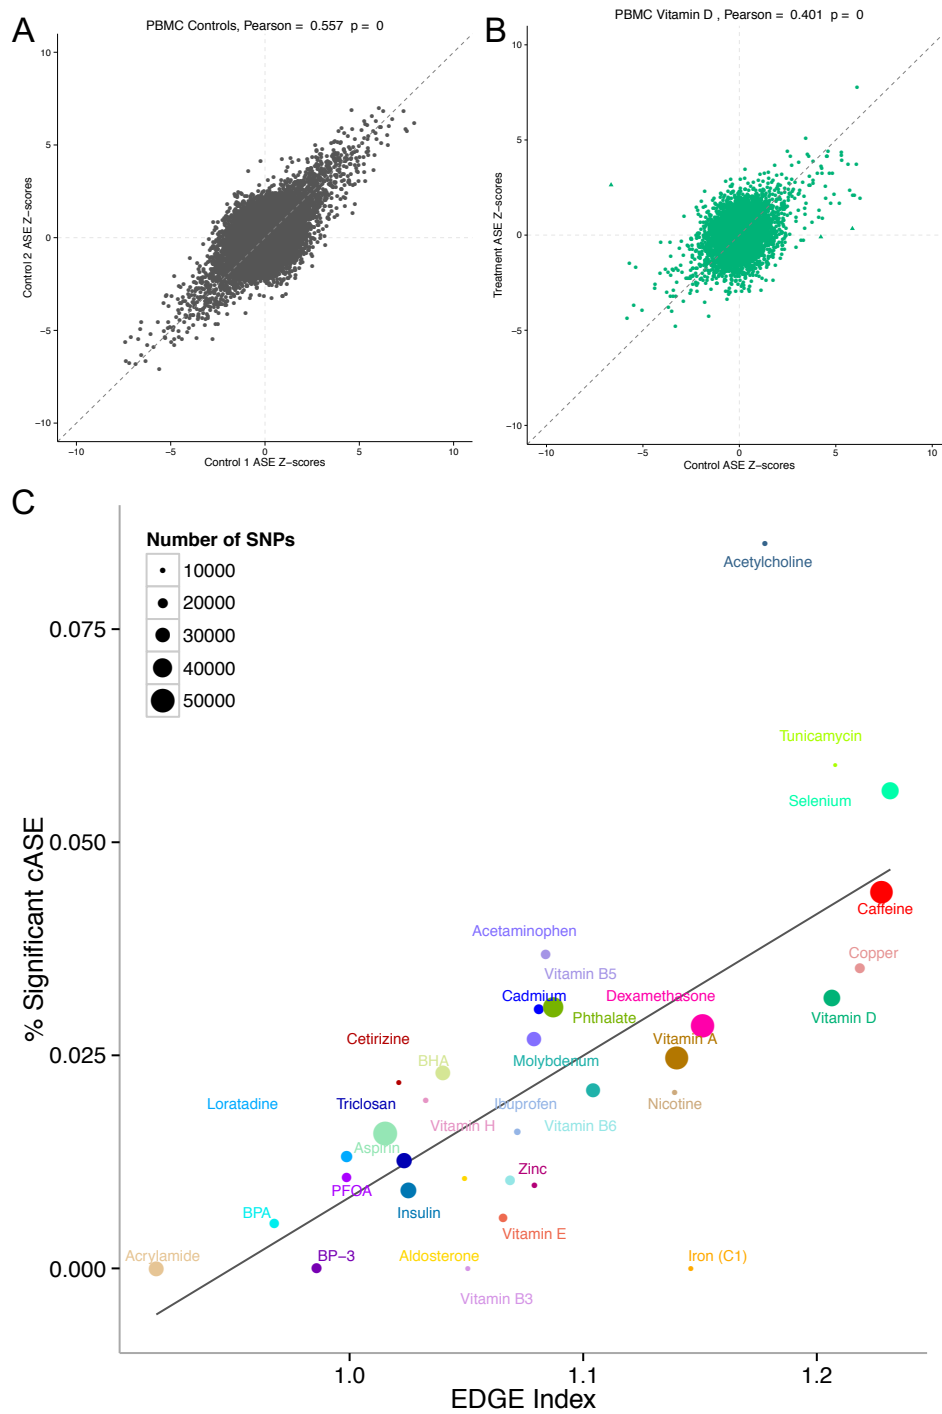 A
PBMC Controls, Pearson = 0.557 p = 0
10
5
0
−5
−10
Control 2 ASE Z−scores
−10 −5 0 5 10
Control 1 ASE Z−scores
B
PBMC Vitamin D , Pearson = 0.401 p = 0
10
5
0
−5
−10
Treatment ASE Z−scores
−10 −5 0 5 10
Control ASE Z−scores
C
Number of SNPs
10000
20000
30000
40000
50000
% Significant cASE
0.075
0.050
0.025
0.000
Acetylcholine
Tunicamycin
Selenium
Caffeine
Acetaminophen
Copper
Vitamin B5
Cadmium
Dexamethasone
Phthalate
Vitamin D
Cetirizine
Vitamin A
BHA
Molybdenum
Loratadine
Triclosan
Ibuprofen
Nicotine
Vitamin H
Vitamin B6
Aspirin
Zinc
PFOA
BPA
Insulin
Vitamin E
Acrylamide
BP−3
Aldosterone
Iron (C1)
Vitamin B3
1.0 1.1 1.2
EDGE Index